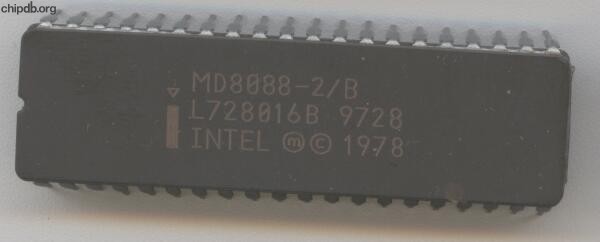 chipdb.org
MD8088-2/B
L728016B 9728
INTEL ⓜ © 1978